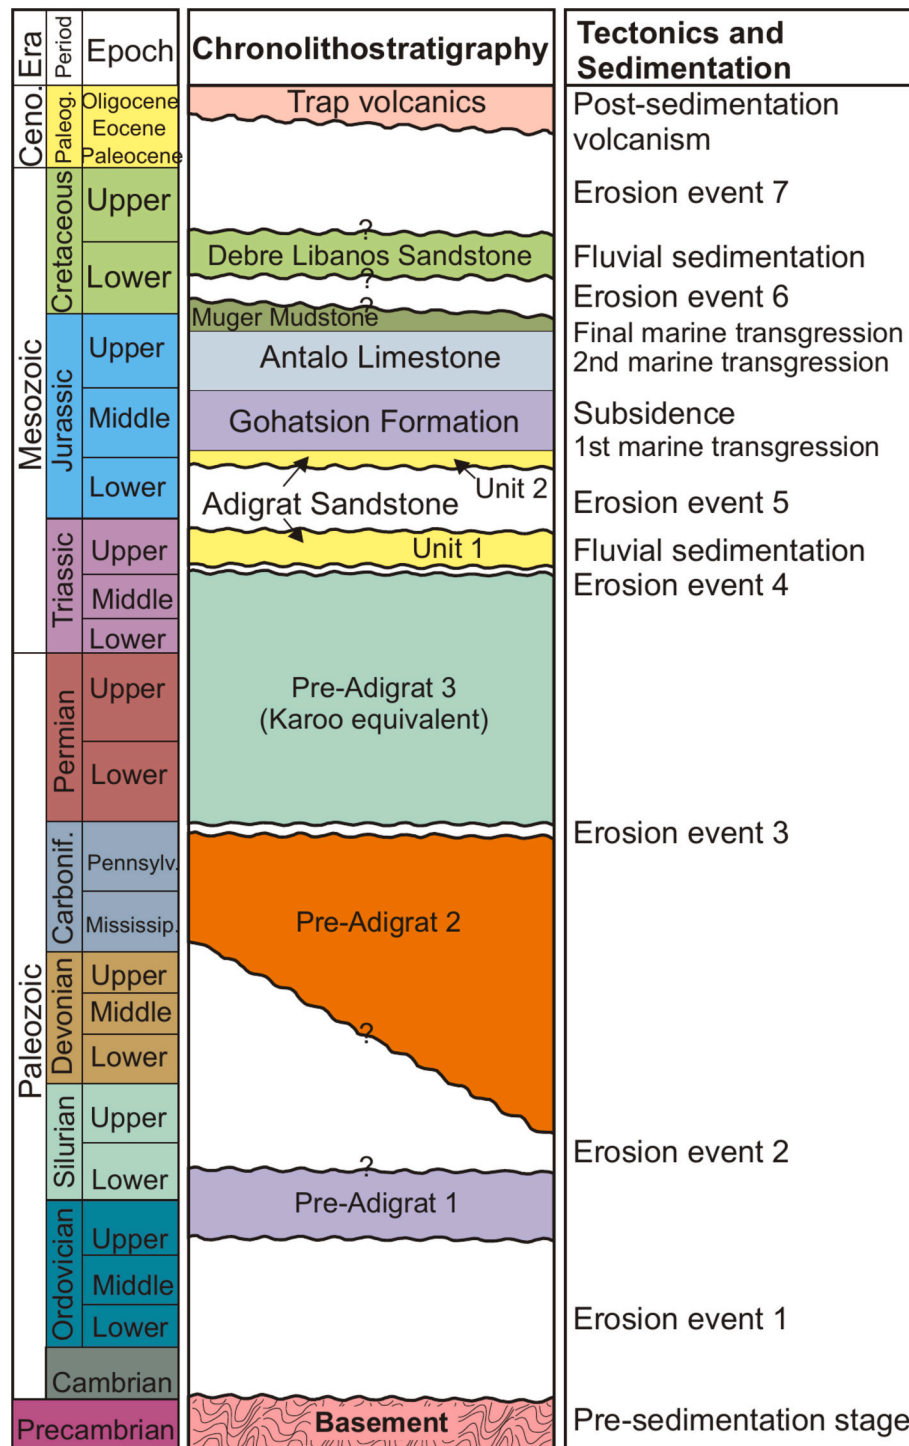 Era
Period
Epoch
Chronolithostratigraphy
Tectonics and
Sedimentation
Ceno.
Paleog.
Oligocene
Eocene
Paleocene
Trap volcanics
Post-sedimentation
volcanism
Mesozoic
Cretaceous
Upper
Erosion event 7
?
Debre Libanos Sandstone
Fluvial sedimentation
Lower
?
Erosion event 6
?
Muger Mudstone
Final marine transgression
Jurassic
Upper
Antalo Limestone
2nd marine transgression
Middle
Gohatsion Formation
Subsidence
1st marine transgression
Lower
Unit 2
Adigrat Sandstone
Erosion event 5
Triassic
Upper
Unit 1
Fluvial sedimentation
Erosion event 4
Middle
Lower
Paleozoic
Permian
Upper
Pre-Adigrat 3
(Karoo equivalent)
Lower
Erosion event 3
Carbonif.
Pennsylv.
Mississip.
Pre-Adigrat 2
Devonian
Upper
Middle
?
Lower
Silurian
Upper
Erosion event 2
?
Lower
Pre-Adigrat 1
Ordovician
Upper
Middle
Lower
Erosion event 1
Cambrian
Precambrian
Basement
Pre-sedimentation stage